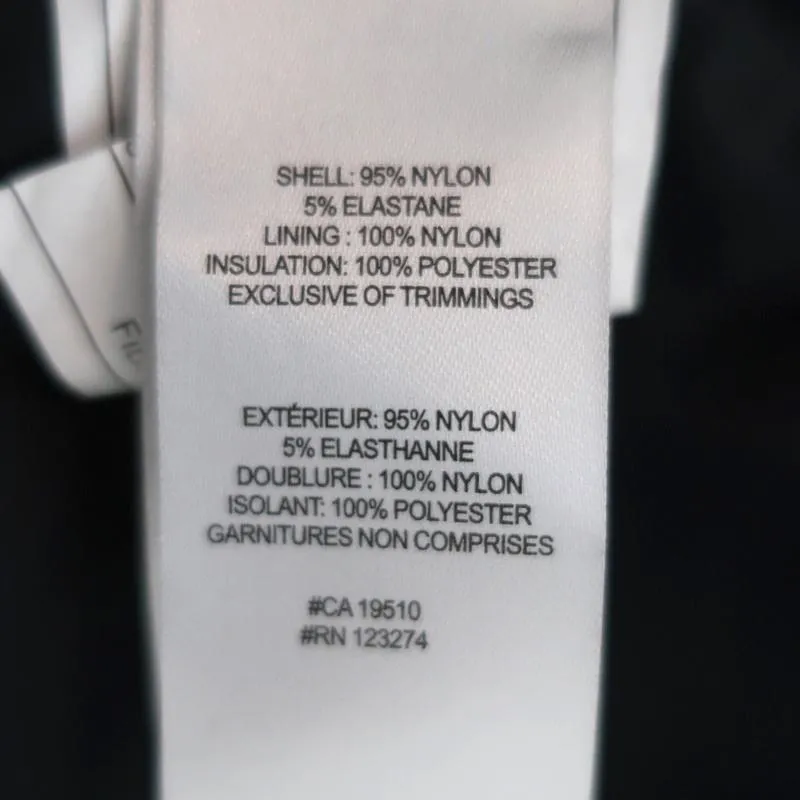 SHELL: 95% NYLON
5% ELASTANE
LINING : 100% NYLON
INSULATION: 100% POLYESTER
EXCLUSIVE OF TRIMMINGS
EXTÉRIEUR: 95% NYLON
5% ELASTHANNE
DOUBLURE : 100% NYLON
ISOLANT: 100% POLYESTER
GARNITURES NON COMPRISES
#CA 19510
#RN 123274